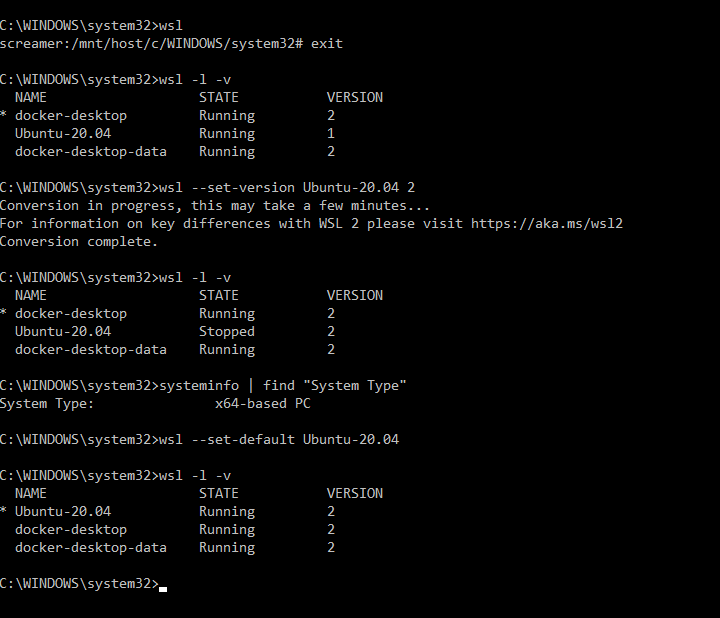 C:\WINDOWS\system32>wsl
screamer:/mnt/host/c/WINDOWS/system32# exit
C:\WINDOWS\system32>wsl -l -v
  NAME                   STATE           VERSION
* docker-desktop         Running         2
  Ubuntu-20.04           Running         1
  docker-desktop-data    Running         2
C:\WINDOWS\system32>wsl --set-version Ubuntu-20.04 2
Conversion in progress, this may take a few minutes...
For information on key differences with WSL 2 please visit https://aka.ms/wsl2
Conversion complete.
C:\WINDOWS\system32>wsl -l -v
  NAME                   STATE           VERSION
* docker-desktop         Running         2
  Ubuntu-20.04           Stopped         2
  docker-desktop-data    Running         2
C:\WINDOWS\system32>systeminfo | find "System Type"
System Type:               x64-based PC
C:\WINDOWS\system32>wsl --set-default Ubuntu-20.04
C:\WINDOWS\system32>wsl -l -v
  NAME                   STATE           VERSION
* Ubuntu-20.04           Running         2
  docker-desktop         Running         2
  docker-desktop-data    Running         2
C:\WINDOWS\system32>